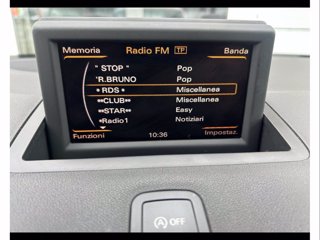 Memoria Radio FM TP Banda
" STOP " Pop
'R.BRUNO Pop
* RDS * Miscellanea
**CLUB** Miscellanea
**STAR** Easy
*Radio1 Notiziari
Funzioni 10:36 Impostaz.
A OFF